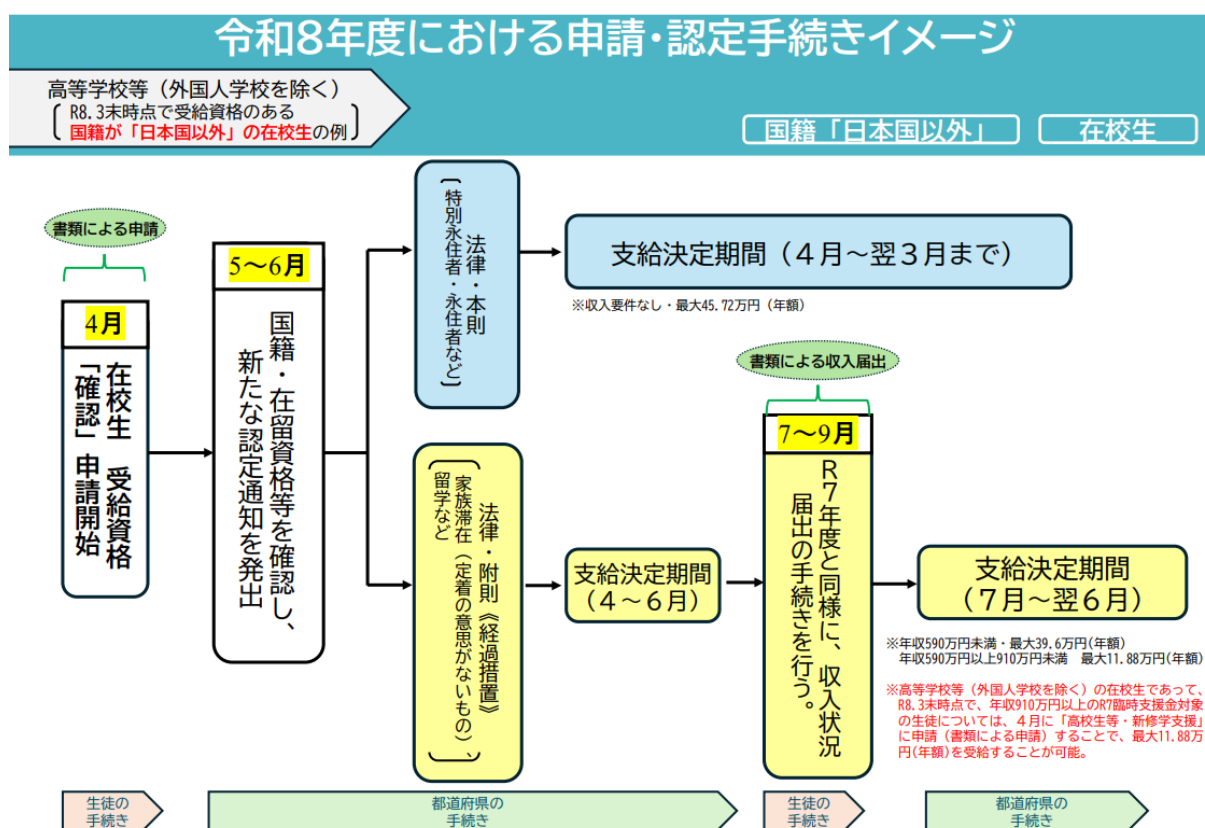 令和8年度における申請・認定手続きイメージ
高等学校等（外国人学校を除く）
R8.3末時点で受給資格のある
国籍が「日本国以外」の在校生の例
国籍「日本国以外」
在校生
書類による申請
4月
在校生　受給資格
「確認」申請開始
5～6月
国籍・在留資格等を確認し、
新たな認定通知を発出
法律・本則
〔特別永住者・永住者など〕
支給決定期間（４月～翌３月まで）
※収入要件なし・最大45.72万円（年額）
法律・附則《経過措置》
家族滞在（定着の意思がないもの）、
留学など
支給決定期間
（４～６月）
書類による収入届出
7～9月
R７年度と同様に、収入状況
届出の手続きを行う。
支給決定期間
（７月～翌６月）
※年収590万円未満・最大39.6万円(年額)
年収590万円以上910万円未満　最大11.88万円(年額)
※高等学校等（外国人学校を除く）の在校生であって、
R8.3末時点で、年収910万円以上のR7臨時支援金対象
の生徒については、４月に「高校生等・新修学支援」
に申請（書類による申請）することで、最大11.88万
円(年額)を受給することが可能。
生徒の
手続き
都道府県の
手続き
生徒の
手続き
都道府県の
手続き